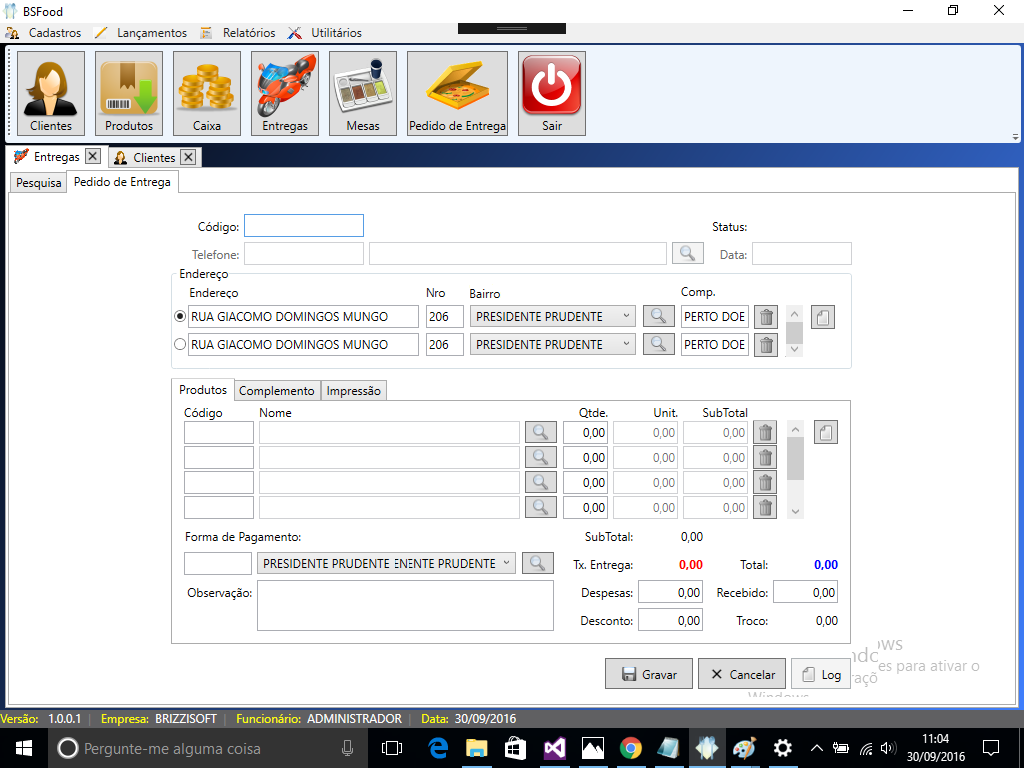 BSFood
Cadastros Lançamentos Relatórios Utilitários
Clientes Produtos Caixa Entregas Mesas Pedido de Entrega Sair
Entregas Clientes
Pesquisa Pedido de Entrega
Código: Status:
Telefone: Data:
Endereço
Endereço Nro Bairro Comp.
RUA GIACOMO DOMINGOS MUNGO 206 PRESIDENTE PRUDENTE PERTO DOE
RUA GIACOMO DOMINGOS MUNGO 206 PRESIDENTE PRUDENTE PERTO DOE
Produtos Complemento Impressão
Código Nome Qtde. Unit. SubTotal
0,00 0,00 0,00
0,00 0,00 0,00
0,00 0,00 0,00
0,00 0,00 0,00
Forma de Pagamento: SubTotal: 0,00
PRESIDENTE PRUDENTE ENENTE PRUDENTE Tx. Entrega: 0,00 Total: 0,00
Observação: Despesas: 0,00 Recebido: 0,00
Desconto: 0,00 Troco: 0,00
es para ativar o
Gravar Cancelar Log
Windows
Versão: 1.0.0.1 Empresa: BRIZZISOFT Funcionário: ADMINISTRADOR Data: 30/09/2016
Pergunte-me alguma coisa
11:04
30/09/2016